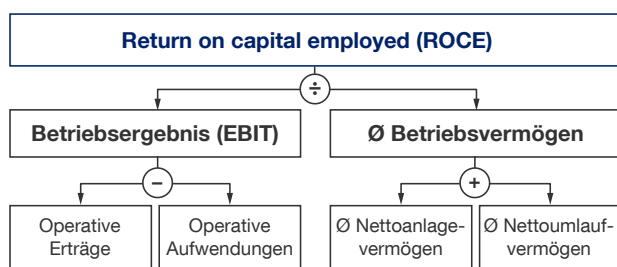 Return on capital employed (ROCE)
÷
Betriebsergebnis (EBIT)
Ø Betriebsvermögen
−
+
Operative
Erträge
Operative
Aufwendungen
Ø Nettoanlage-
vermögen
Ø Nettoumlauf-
vermögen